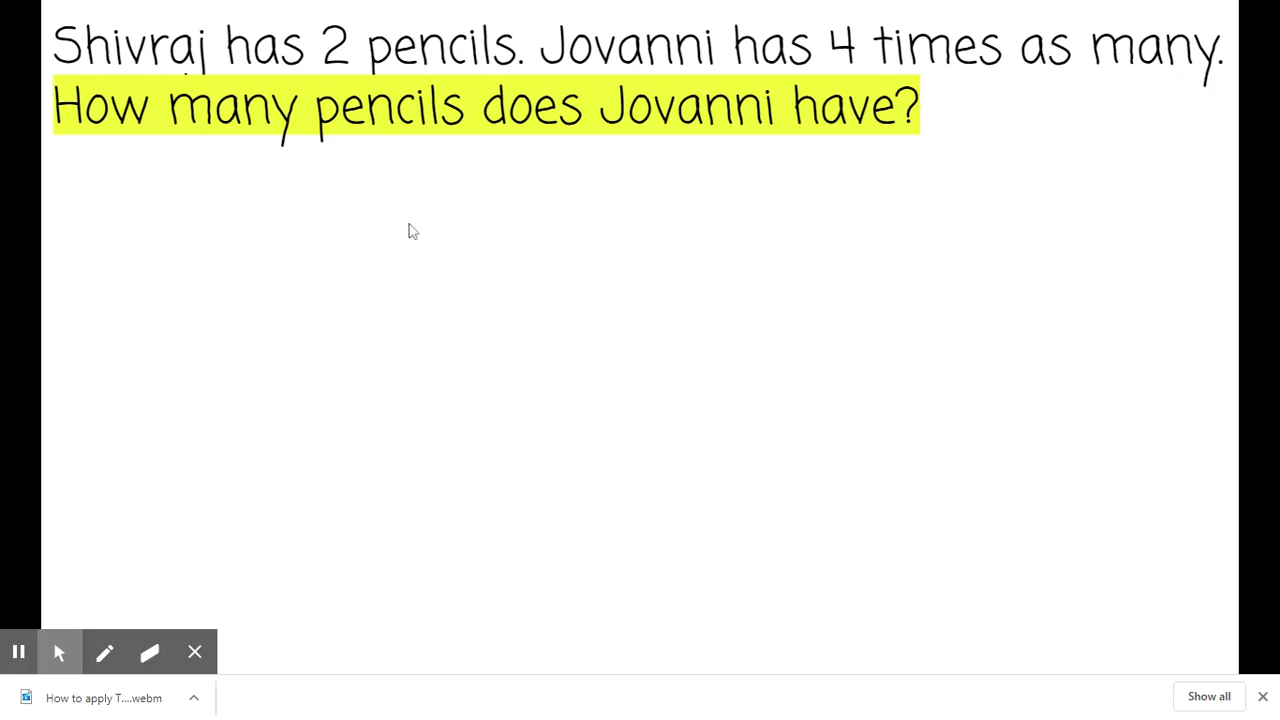 Shivraj has 2 pencils. Jovanni has 4 times as many.
How many pencils does Jovanni have?
How to apply T....webm
Show all